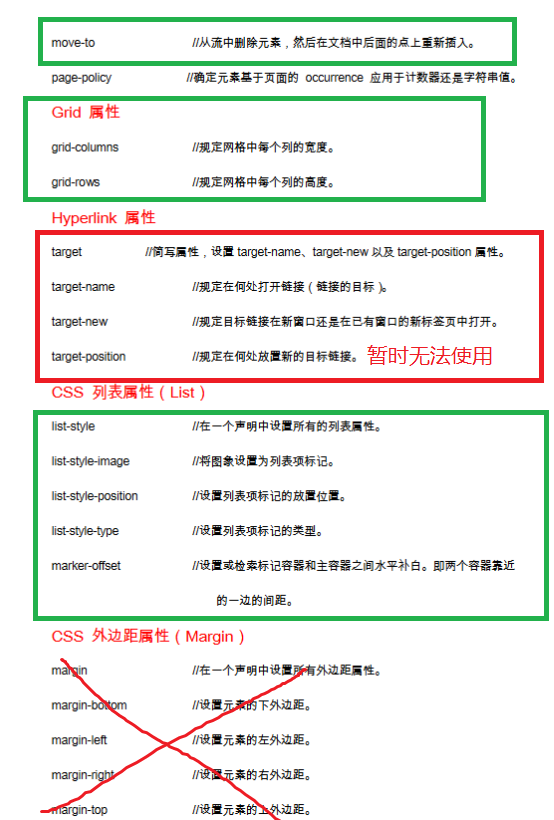 move-to //从流中删除元素，然后在文档中后面的点上重新插入。
page-policy //确定元素基于页面的 occurrence 应用于计数器还是字符串值。
Grid 属性
grid-columns //规定网格中每个列的宽度。
grid-rows //规定网格中每个列的高度。
Hyperlink 属性
target //简写属性，设置 target-name、target-new 以及 target-position 属性。
target-name //规定在何处打开链接（链接的目标）。
target-new //规定目标链接在新窗口还是在已有窗口的新标签页中打开。
target-position //规定在何处放置新的目标链接。 暂时无法使用
CSS 列表属性（List）
list-style //在一个声明中设置所有的列表属性。
list-style-image //将图象设置为列表项标记。
list-style-position //设置列表项标记的放置位置。
list-style-type //设置列表项标记的类型。
marker-offset //设置或检索标记容器和主容器之间水平补白。即两个容器靠近
的一边的间距。
CSS 外边距属性（Margin）
margin //在一个声明中设置所有外边距属性。
margin-bottom //设置元素的下外边距。
margin-left //设置元素的左外边距。
margin-right //设置元素的右外边距。
margin-top //设置元素的上外边距。